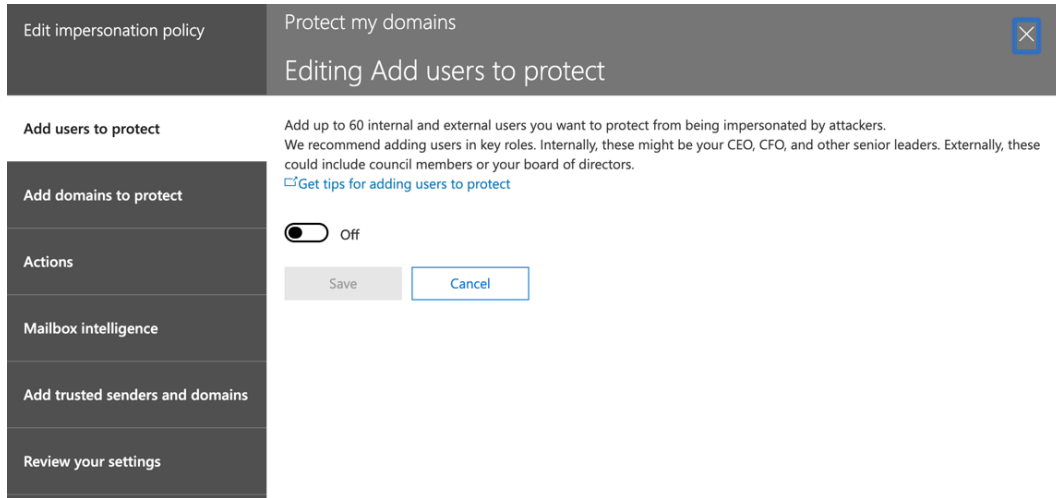 Edit impersonation policy
Protect my domains
Editing Add users to protect
Add users to protect
Add domains to protect
Actions
Mailbox intelligence
Add trusted senders and domains
Review your settings
Add up to 60 internal and external users you want to protect from being impersonated by attackers.
We recommend adding users in key roles. Internally, these might be your CEO, CFO, and other senior leaders. Externally, these
could include council members or your board of directors.
Get tips for adding users to protect
Off
Save
Cancel